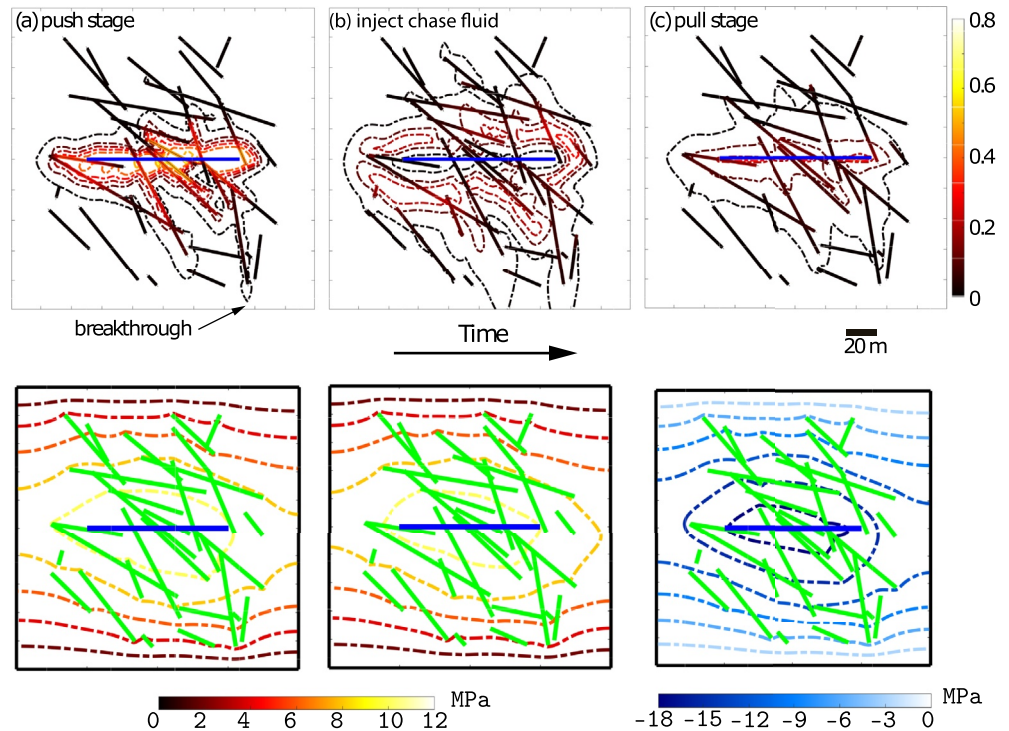 (a) push stage
(b) inject chase fluid
(c) pull stage
0.8
0.6
0.4
0.2
0
breakthrough
Time
20 m
MPa
0 2 4 6 8 10 12
MPa
-18 -15 -12 -9 -6 -3 0